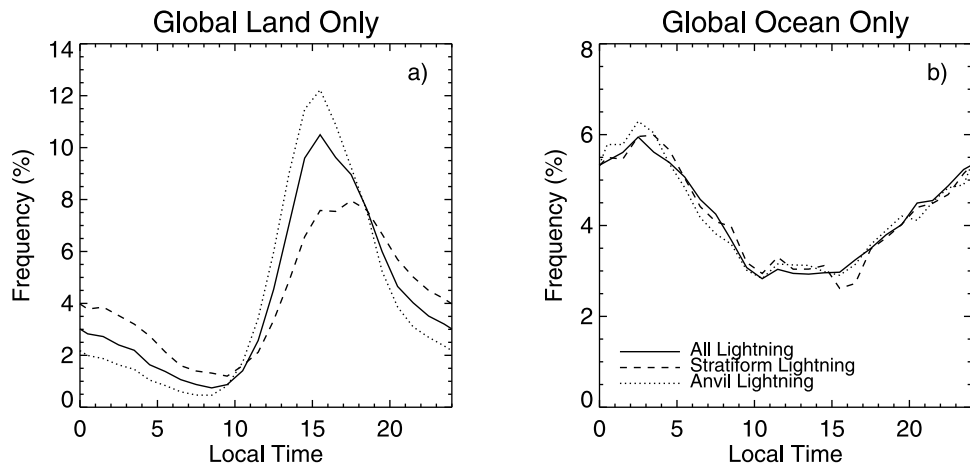 Global Land Only
14
12
10
8
6
4
2
0
Frequency (%)
a)
0 5 10 15 20
Local Time
Global Ocean Only
8
6
4
2
0
Frequency (%)
b)
All Lightning
Stratiform Lightning
Anvil Lightning
0 5 10 15 20
Local Time